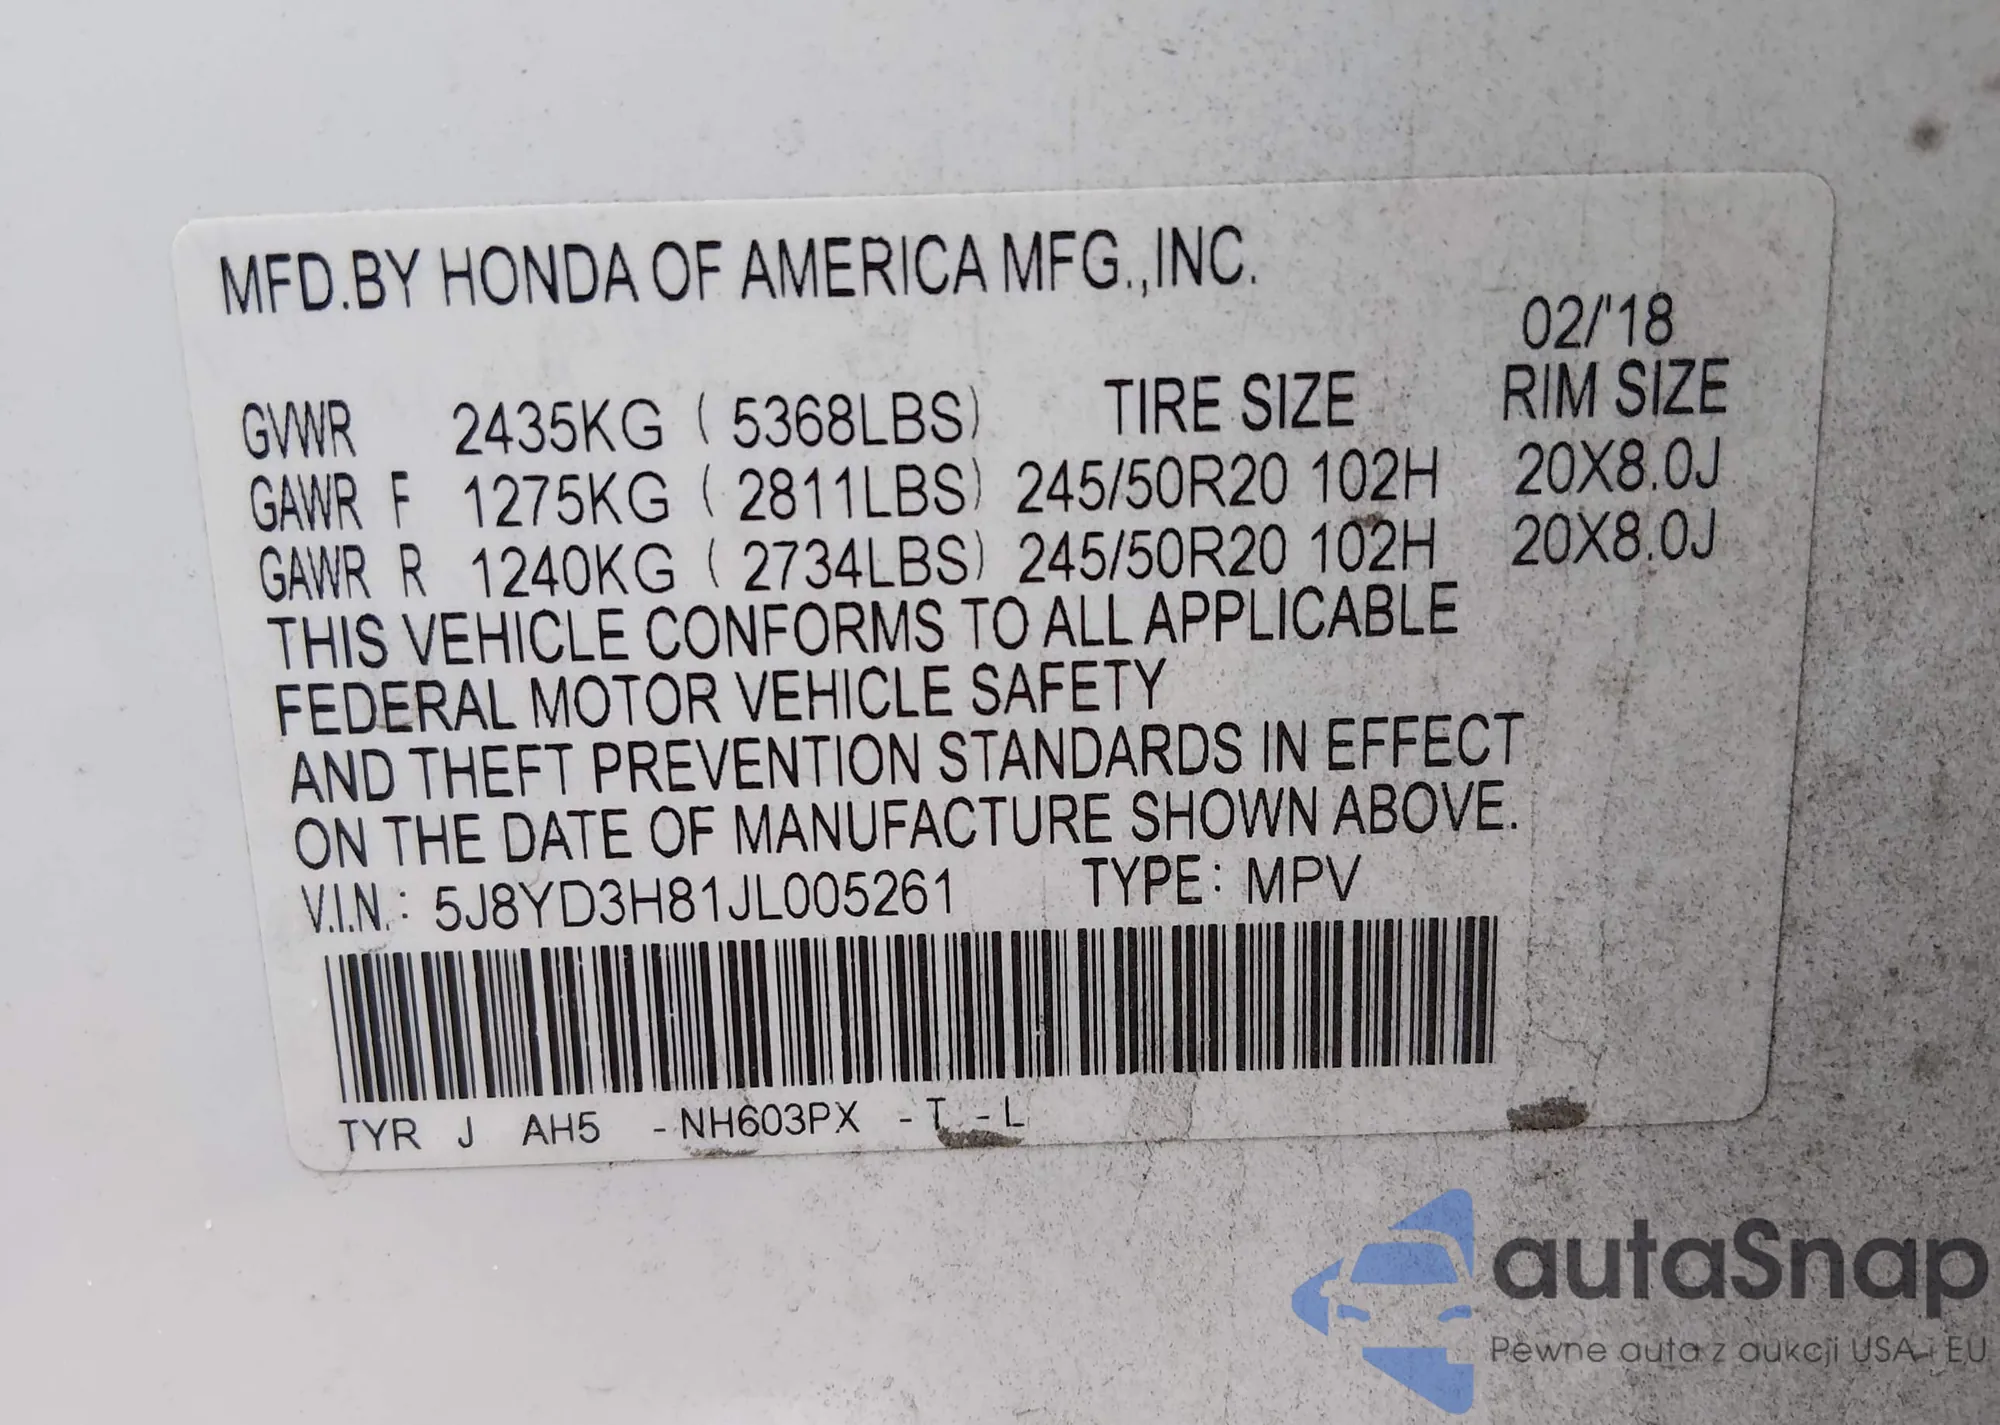 MFD.BY HONDA OF AMERICA MFG.,INC.
02/'18
GVWR 2435KG ( 5368LBS) TIRE SIZE RIM SIZE
GAWR F 1275KG ( 2811LBS) 245/50R20 102H 20X8.0J
GAWR R 1240KG ( 2734LBS) 245/50R20 102H 20X8.0J
THIS VEHICLE CONFORMS TO ALL APPLICABLE
FEDERAL MOTOR VEHICLE SAFETY
AND THEFT PREVENTION STANDARDS IN EFFECT
ON THE DATE OF MANUFACTURE SHOWN ABOVE.
V.I.N.: 5J8YD3H81JL005261 TYPE: MPV
TYR J AH5 -NH603PX -T -L
autaSnap
Pewne auta z aukcji USA i EU